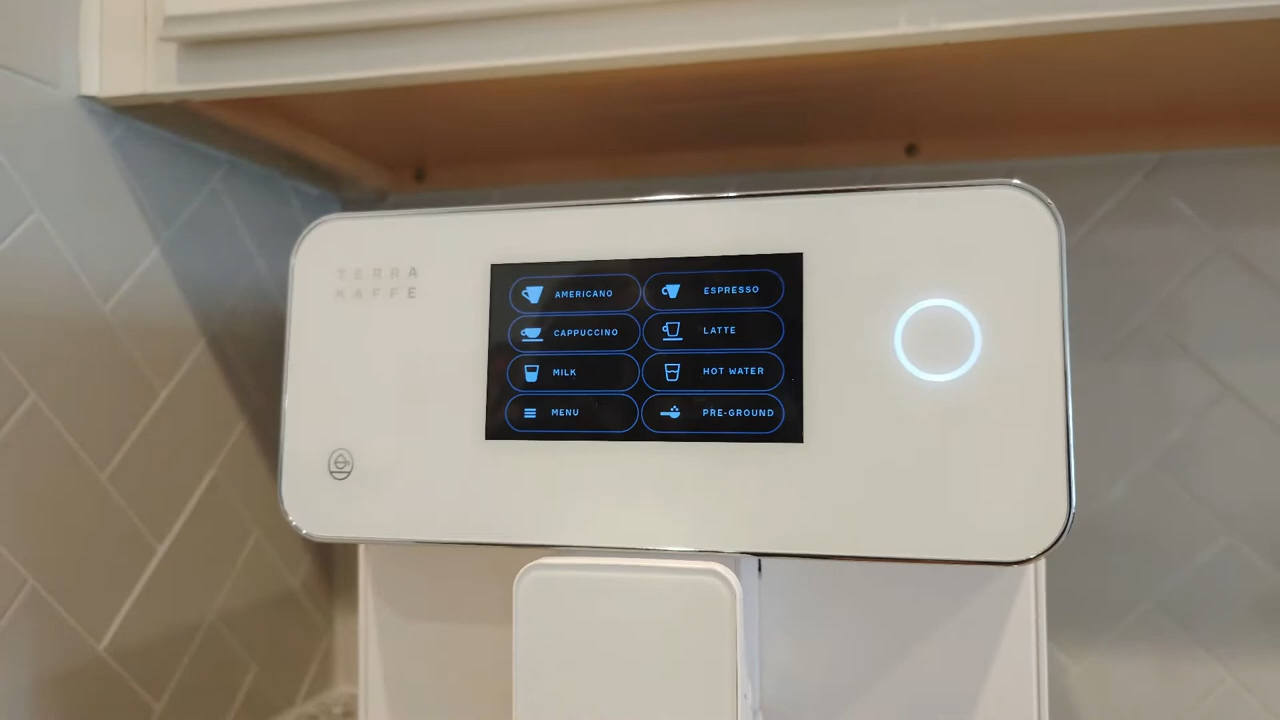 TERRA
KAFFE
AMERICANO
ESPRESSO
CAPPUCCINO
LATTE
MILK
HOT WATER
MENU
PRE-GROUND